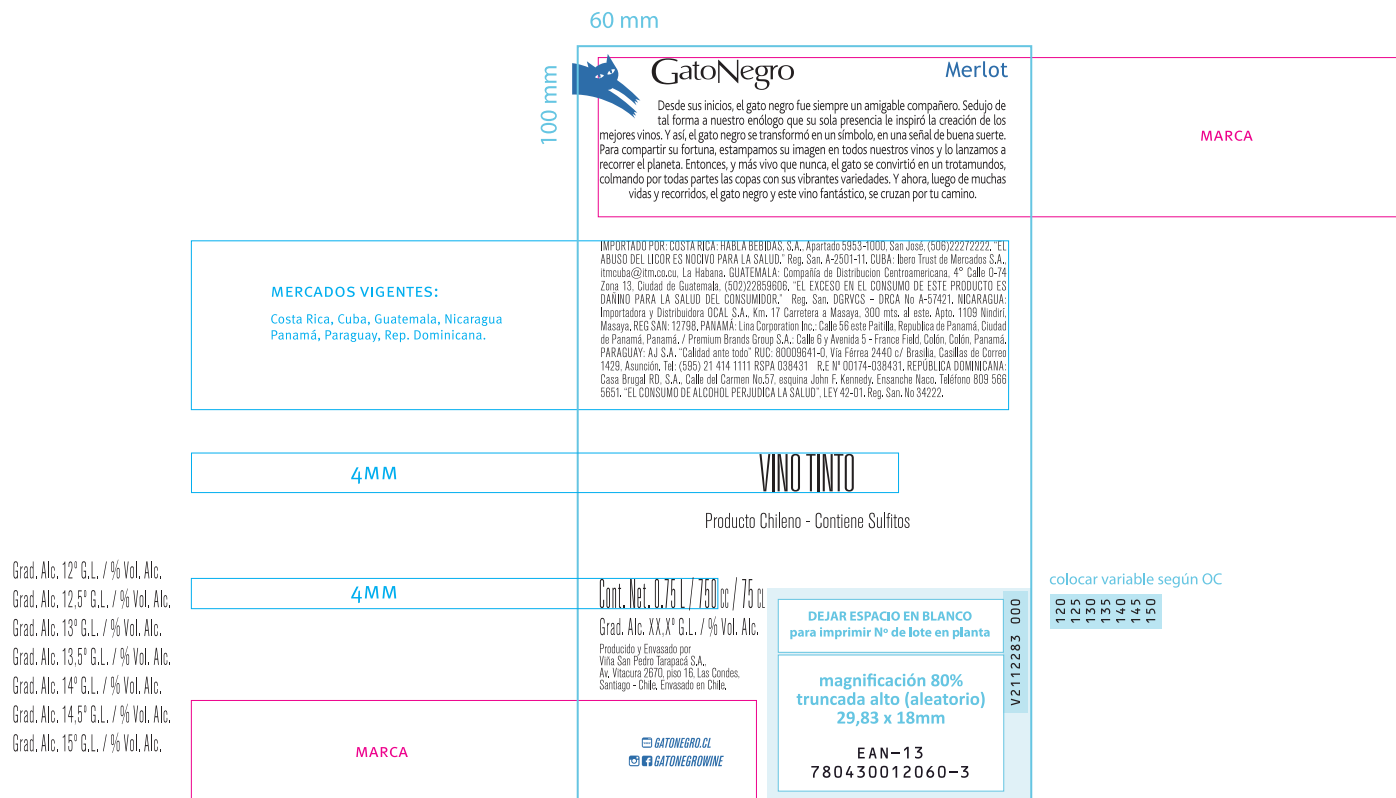 60 mm
100 mm
GatoNegro
Merlot
Desde sus inicios, el gato negro fue siempre un amigable compañero. Sedujo de
tal forma a nuestro enólogo que su sola presencia le inspiró la creación de los
mejores vinos. Y así, el gato negro se transformó en un símbolo, en una señal de buena suerte.
Para compartir su fortuna, estampamos su imagen en todos nuestros vinos y lo lanzamos a
recorrer el planeta. Entonces, y más vivo que nunca, el gato se convirtió en un trotamundos,
colmando por todas partes las copas con sus vibrantes variedades. Y ahora, luego de muchas
vidas y recorridos, el gato negro y este vino fantástico, se cruzan por tu camino.
MARCA
MERCADOS VIGENTES:
Costa Rica, Cuba, Guatemala, Nicaragua
Panamá, Paraguay, Rep. Dominicana.
IMPORTADO POR: COSTA RICA: HABLA BEBIDAS, S.A., Apartado 5953-1000, San José, (506)22272222, "EL
ABUSO DEL LICOR ES NOCIVO PARA LA SALUD." Reg. San. A-2501-11. CUBA: Ibero Trust de Mercados S.A.,
itmcuba@itm.co.cu, La Habana. GUATEMALA: Compañía de Distribucion Centroamericana, 4° Calle 0-74
Zona 13, Ciudad de Guatemala, (502)22859606, "EL EXCESO EN EL CONSUMO DE ESTE PRODUCTO ES
DAÑINO PARA LA SALUD DEL CONSUMIDOR." Reg. San. DGRVCS - DRCA No A-57421. NICARAGUA:
Importadora y Distribuidora OCAL S.A., Km. 17 Carretera a Masaya, 300 mts. al este. Apto. 1109 Nindirí,
Masaya. REG SAN: 12798. PANAMÁ: Lina Corporation Inc.: Calle 56 este Paitilla, Republica de Panamá, Ciudad
de Panamá, Panamá. / Premium Brands Group S.A.: Calle 6 y Avenida 5 - France Field, Colón, Colón, Panamá.
PARAGUAY: AJ S.A. "Calidad ante todo" RUC: 80009641-0, Vía Férrea 2440 c/ Brasilia, Casillas de Correo
1429, Asunción, Tel: (595) 21 414 1111 RSPA 038431 R.E Nº 00174-038431. REPÚBLICA DOMINICANA:
Casa Brugal RD, S.A., Calle del Carmen No.57, esquina John F. Kennedy, Ensanche Naco. Teléfono 809 566
5651. "EL CONSUMO DE ALCOHOL PERJUDICA LA SALUD", LEY 42-01. Reg. San. No 34222.
4MM
VINO TINTO
Producto Chileno - Contiene Sulfitos
Grad. Alc. 12º G.L. / % Vol. Alc.
Grad. Alc. 12,5º G.L. / % Vol. Alc.
Grad. Alc. 13º G.L. / % Vol. Alc.
Grad. Alc. 13,5º G.L. / % Vol. Alc.
Grad. Alc. 14º G.L. / % Vol. Alc.
Grad. Alc. 14,5º G.L. / % Vol. Alc.
Grad. Alc. 15º G.L. / % Vol. Alc.
4MM
Cont. Net. 0.75 L / 750 CC / 75 CL
Grad. Alc. XX,Xº G.L. / % Vol. Alc.
Producido y Envasado por
Viña San Pedro Tarapacá S.A.,
Av. Vitacura 2670, piso 16, Las Condes,
Santiago - Chile. Envasado en Chile.
MARCA
GATONEGRO.CL
GATONEGROWINE
DEJAR ESPACIO EN BLANCO
para imprimir Nº de lote en planta
magnificación 80%
truncada alto (aleatorio)
29,83 x 18mm
EAN-13
780430012060-3
V2112283 000
colocar variable según OC
120
125
130
135
140
145
150